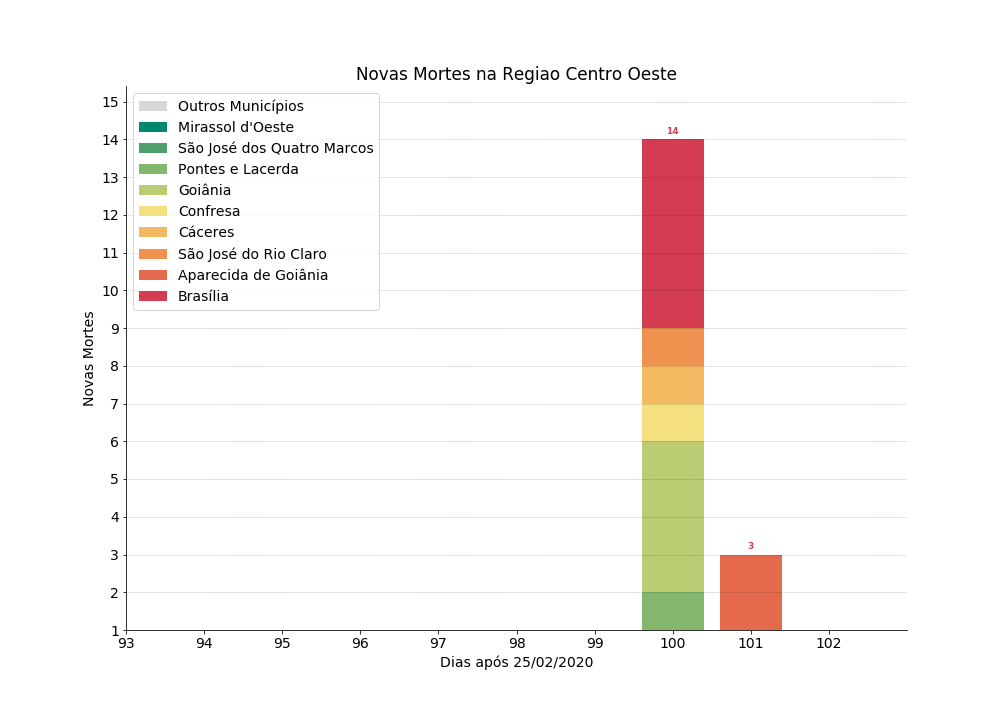 Novas Mortes na Regiao Centro Oeste
Outros Municípios
Mirassol d'Oeste
São José dos Quatro Marcos
Pontes e Lacerda
Goiânia
Confresa
Cáceres
São José do Rio Claro
Aparecida de Goiânia
Brasília
15
14
13
12
11
10
9
8
7
6
5
4
3
2
1
Novas Mortes
14
3
93 94 95 96 97 98 99 100 101 102
Dias após 25/02/2020